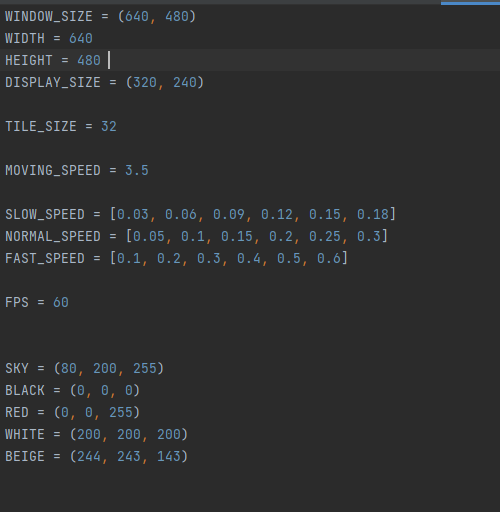 WINDOW_SIZE = (640, 480)
WIDTH = 640
HEIGHT = 480
DISPLAY_SIZE = (320, 240)
TILE_SIZE = 32
MOVING_SPEED = 3.5
SLOW_SPEED = [0.03, 0.06, 0.09, 0.12, 0.15, 0.18]
NORMAL_SPEED = [0.05, 0.1, 0.15, 0.2, 0.25, 0.3]
FAST_SPEED = [0.1, 0.2, 0.3, 0.4, 0.5, 0.6]
FPS = 60
SKY = (80, 200, 255)
BLACK = (0, 0, 0)
RED = (0, 0, 255)
WHITE = (200, 200, 200)
BEIGE = (244, 243, 143)